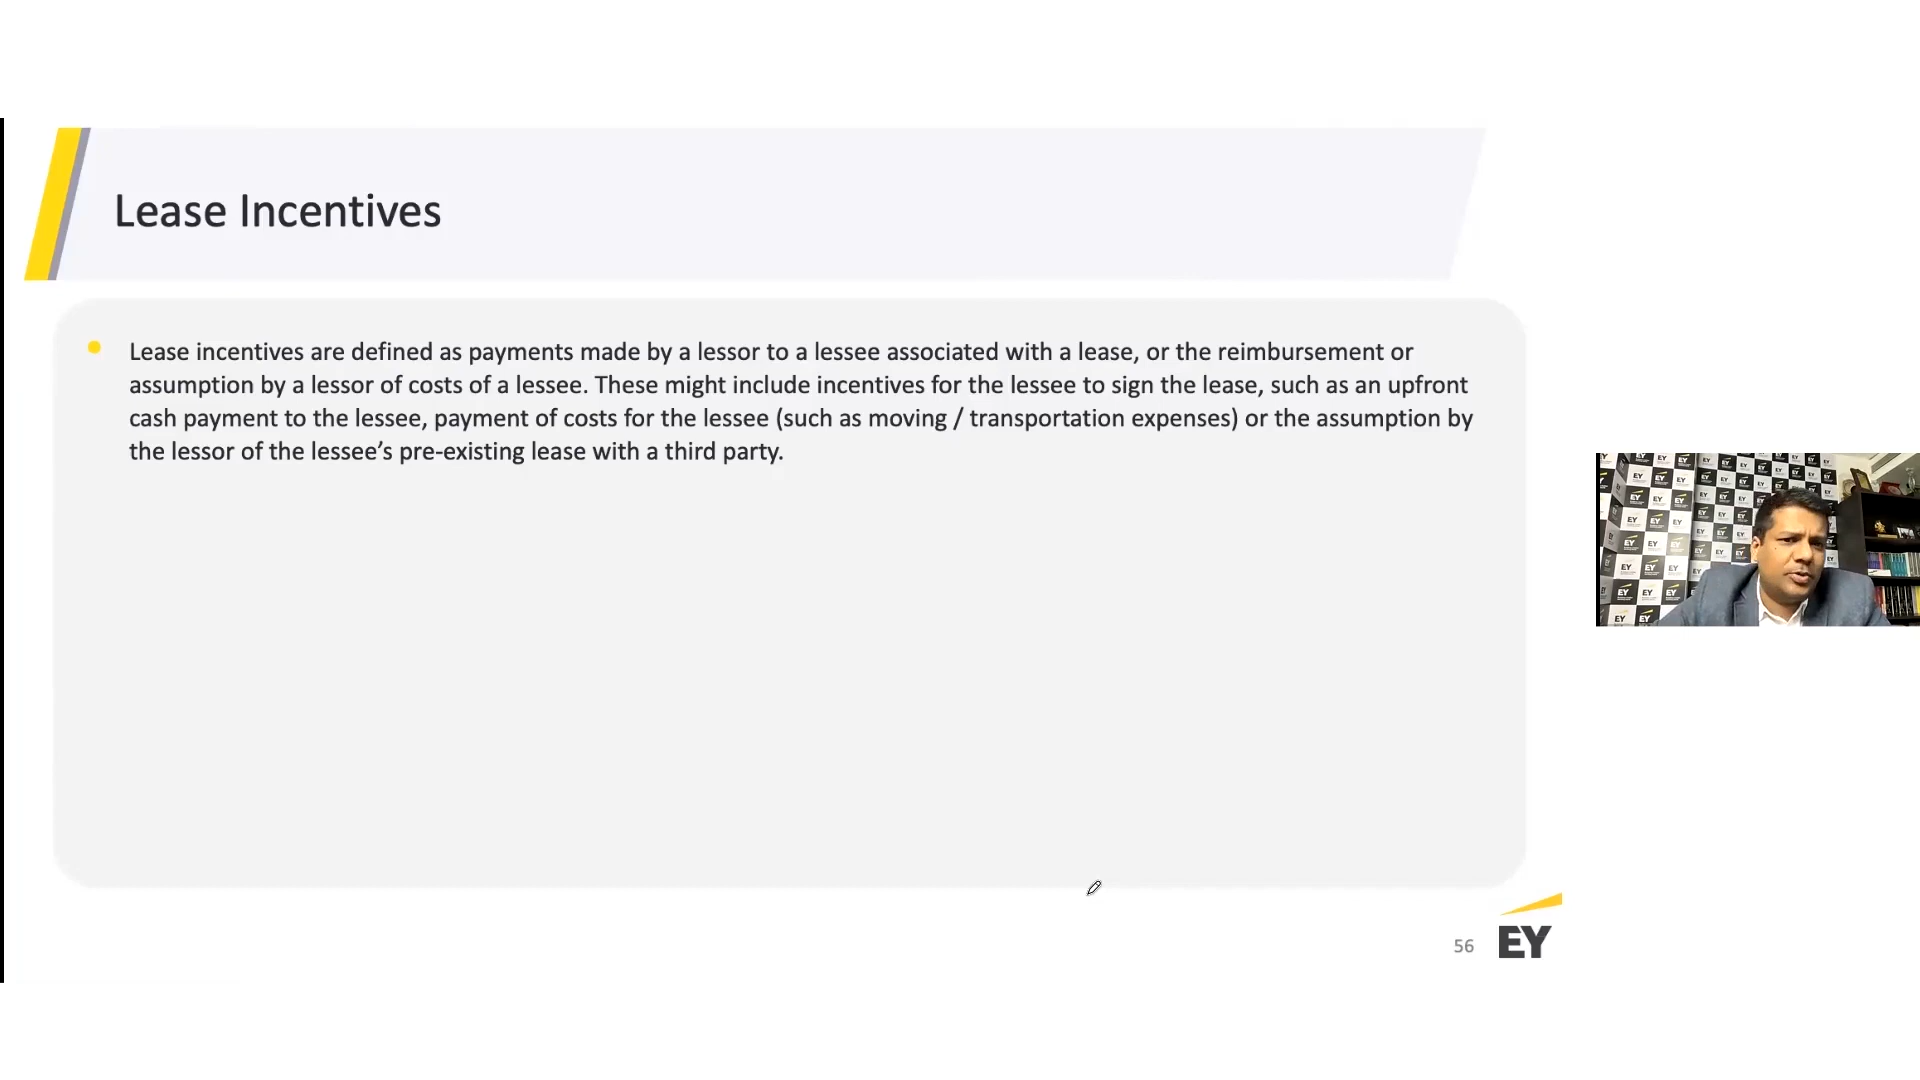 Lease Incentives
Lease incentives are defined as payments made by a lessor to a lessee associated with a lease, or the reimbursement or
assumption by a lessor of costs of a lessee. These might include incentives for the lessee to sign the lease, such as an upfront
cash payment to the lessee, payment of costs for the lessee (such as moving / transportation expenses) or the assumption by
the lessor of the lessee’s pre-existing lease with a third party.
56
EY